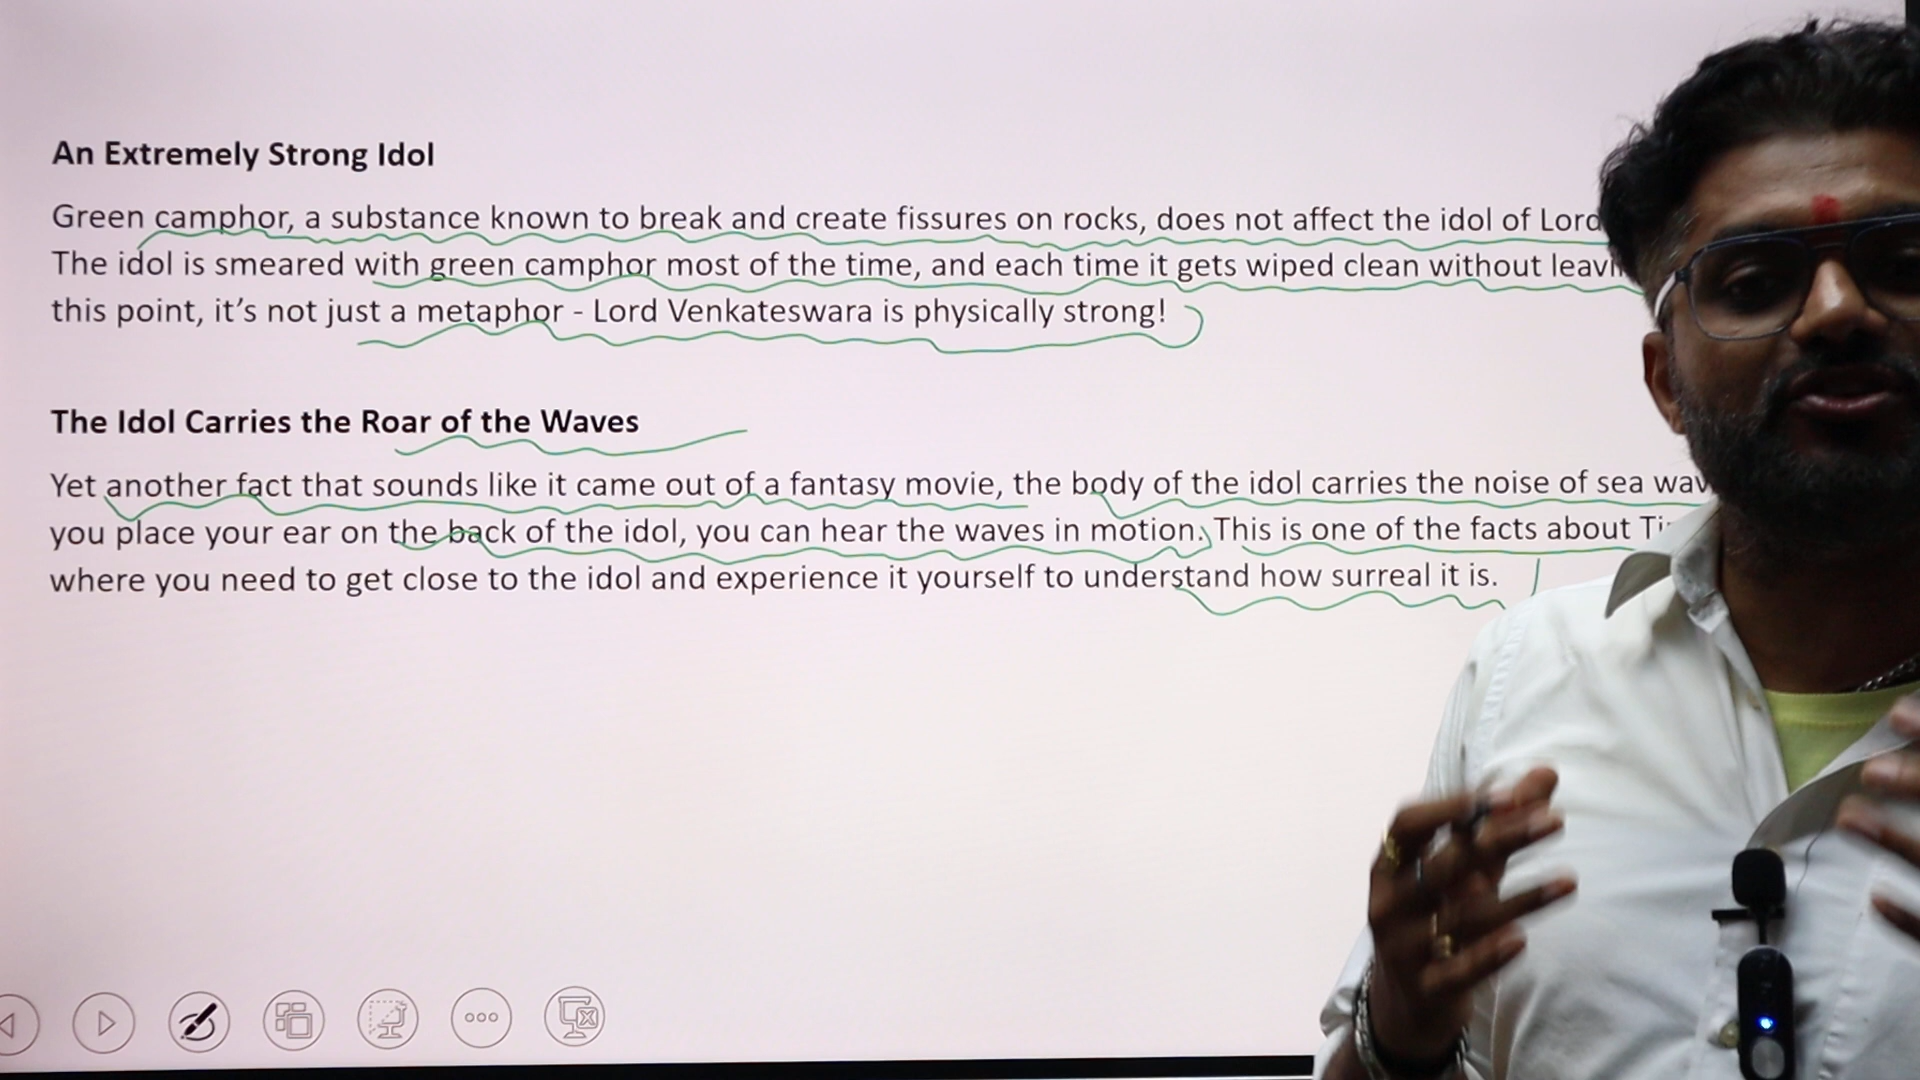 An Extremely Strong Idol
Green camphor, a substance known to break and create fissures on rocks, does not affect the idol of Lord
The idol is smeared with green camphor most of the time, and each time it gets wiped clean without
this point, it's not just a metaphor - Lord Venkateswara is physically strong!
The Idol Carries the Roar of the Waves
Yet another fact that sounds like it came out of a fantasy movie, the body of the idol carries the noise of sea
you place your ear on the back of the idol, you can hear the waves in motion. This is one of the facts about
where you need to get close to the idol and experience it yourself to understand how surreal it is.